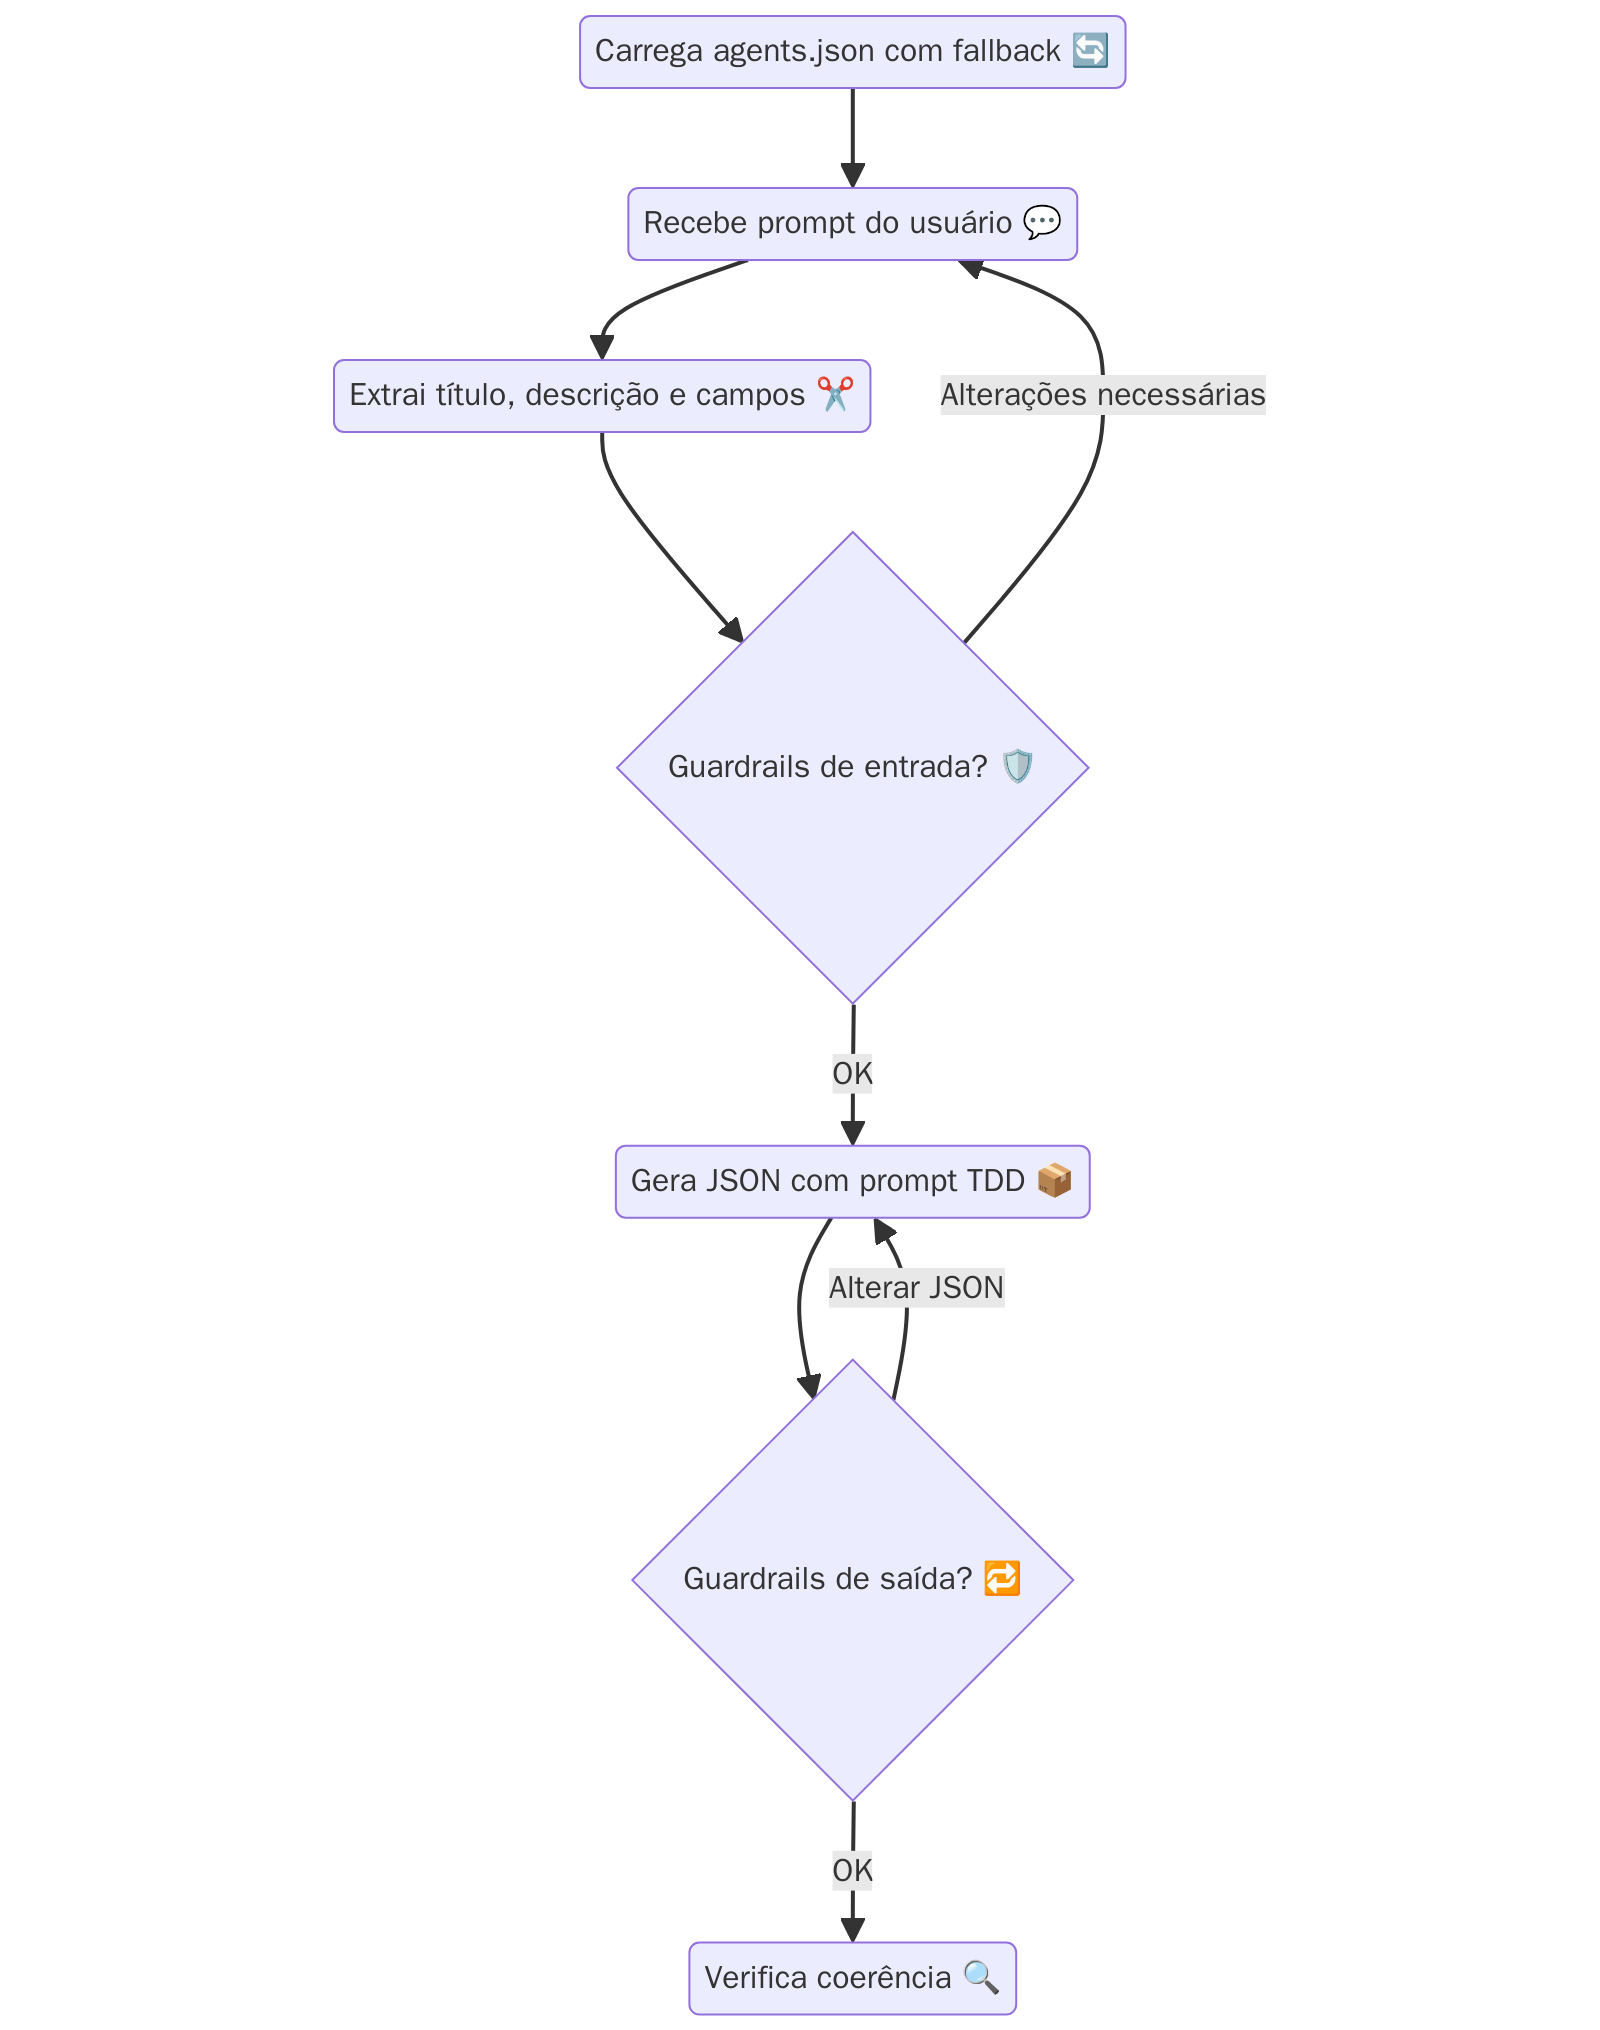 Carrega agents.json com fallback 🔄
Recebe prompt do usuário 💬
Extrai título, descrição e campos ✂️
Alterações necessárias
Guardrails de entrada? 🛡️
OK
Gera JSON com prompt TDD 📦
Alterar JSON
Guardrails de saída? 🔁
OK
Verifica coerência 🔍